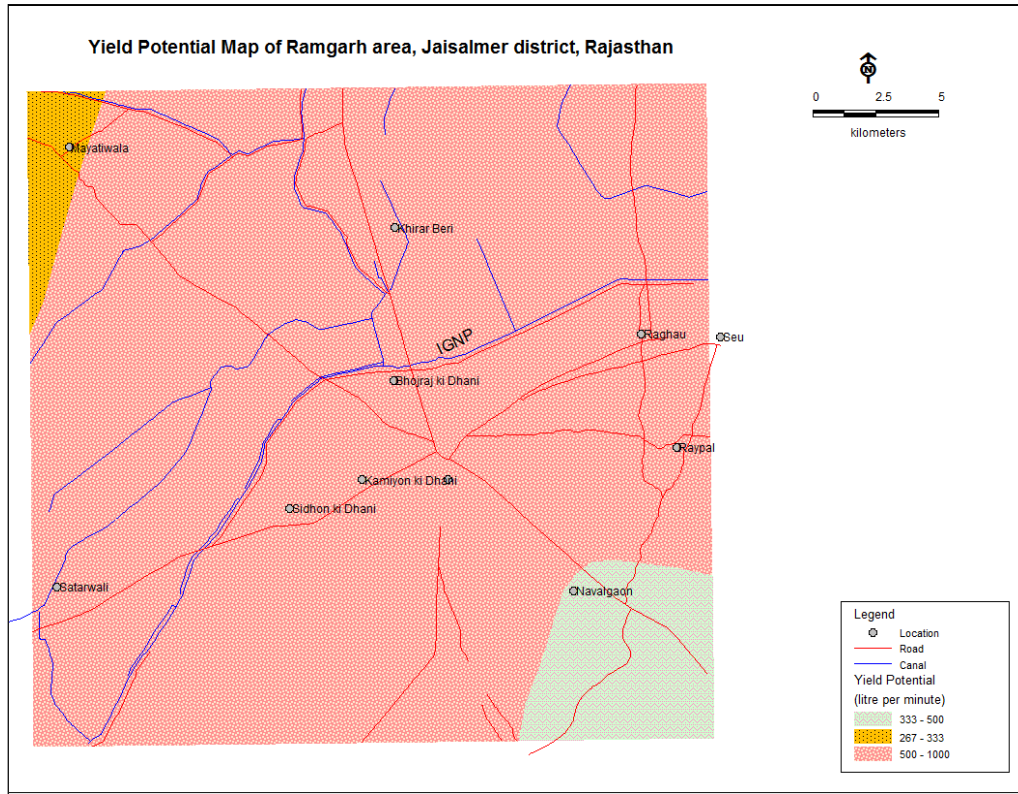 Yield Potential Map of Ramgarh area, Jaisalmer district, Rajasthan
N
0 2.5 5
kilometers
Mayatiwala
Khirar Beri
IGNP
Raghau
Seu
Bhojraj ki Dhani
Raypal
Kamiyon ki Dhani
Sidhon ki Dhani
Satarwali
Navalgaon
Legend
Location
Road
Canal
Yield Potential
(litre per minute)
333 - 500
267 - 333
500 - 1000